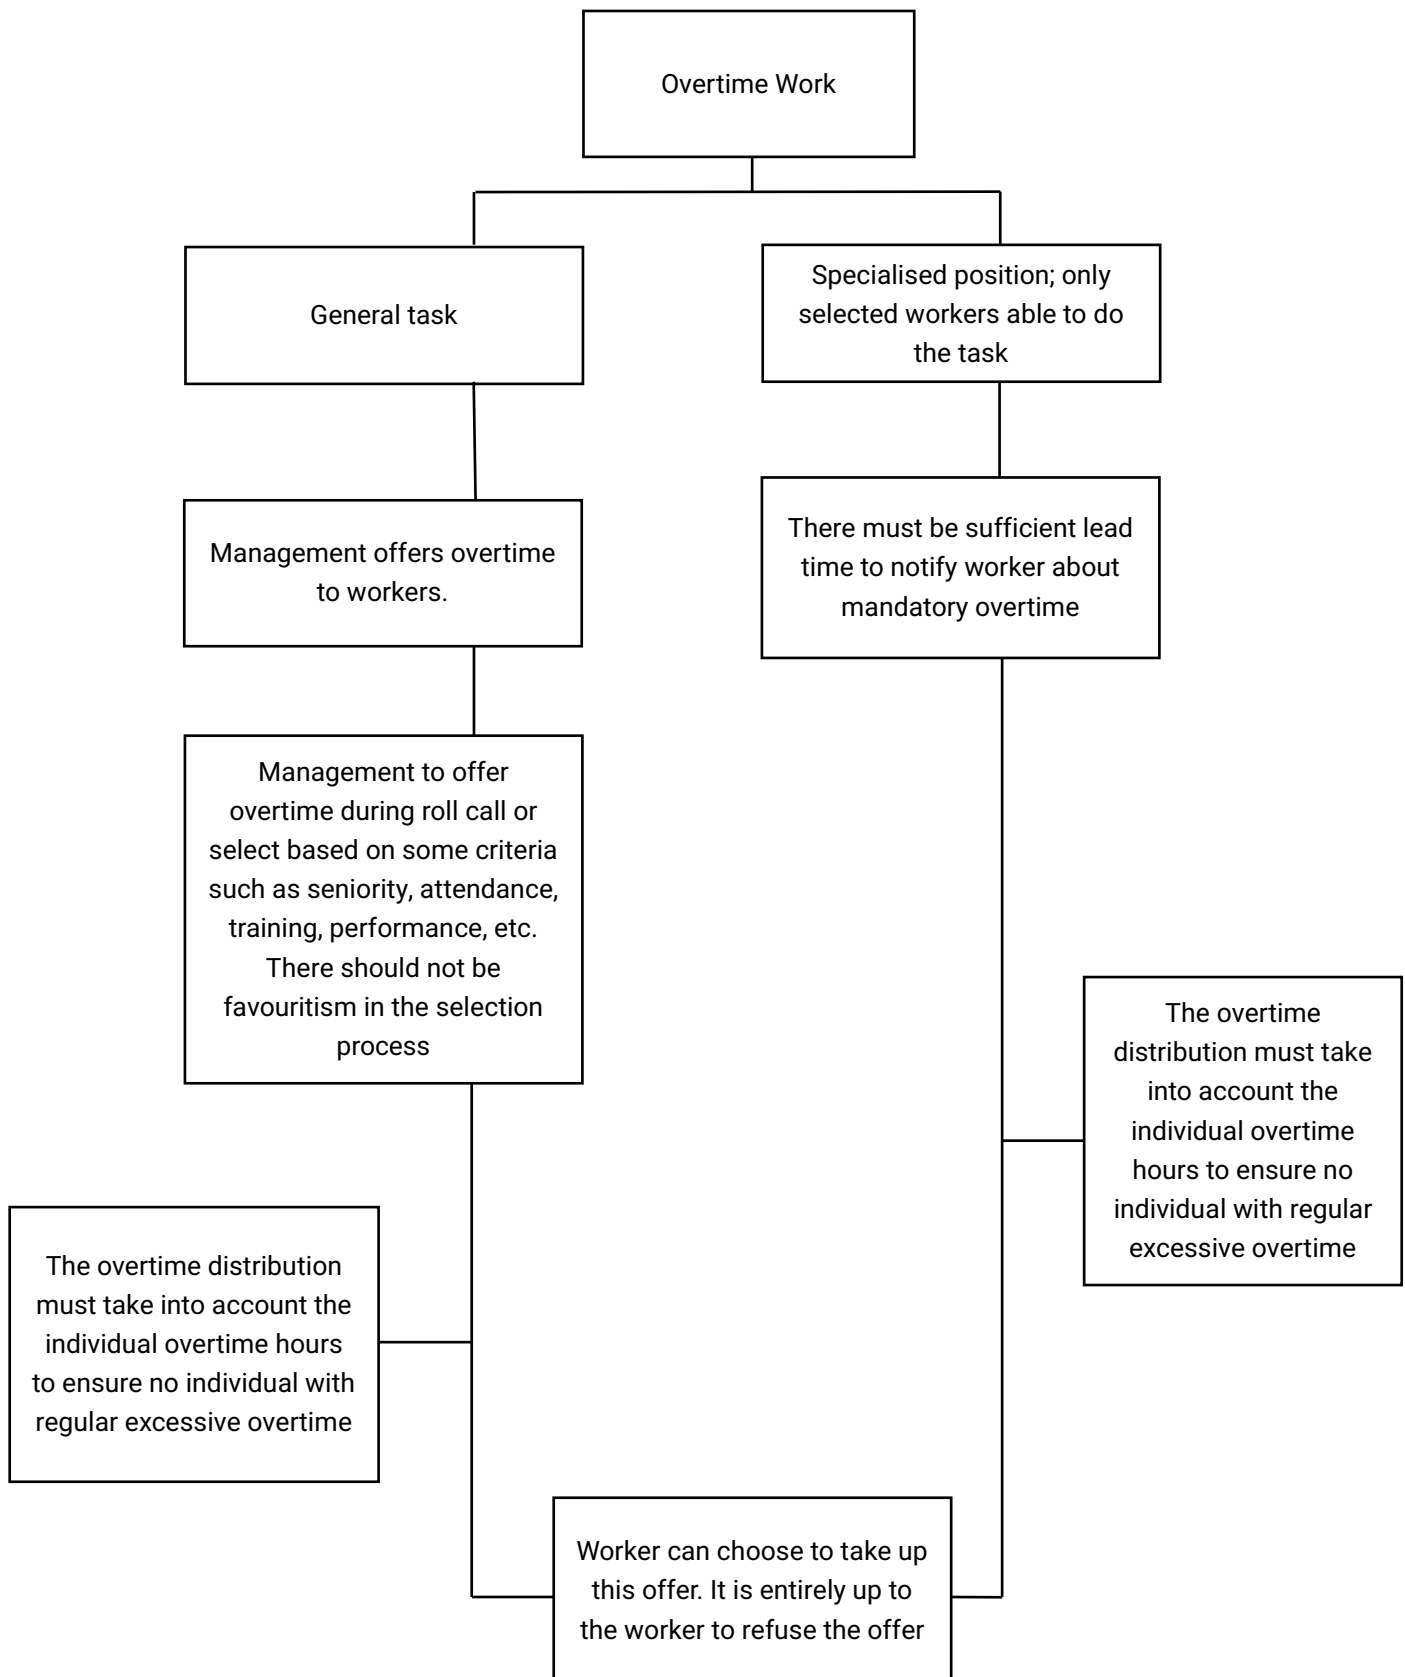 Overtime Work
General task
Specialised position; only
selected workers able to do
the task
Management offers overtime
to workers.
There must be sufficient lead
time to notify worker about
mandatory overtime
Management to offer
overtime during roll call or
select based on some criteria
such as seniority, attendance,
training, performance, etc.
There should not be
favouritism in the selection
process
The overtime
distribution must take
into account the
individual overtime
hours to ensure no
individual with regular
excessive overtime
The overtime distribution
must take into account the
individual overtime hours
to ensure no individual with
regular excessive overtime
Worker can choose to take up
this offer. It is entirely up to
the worker to refuse the offer